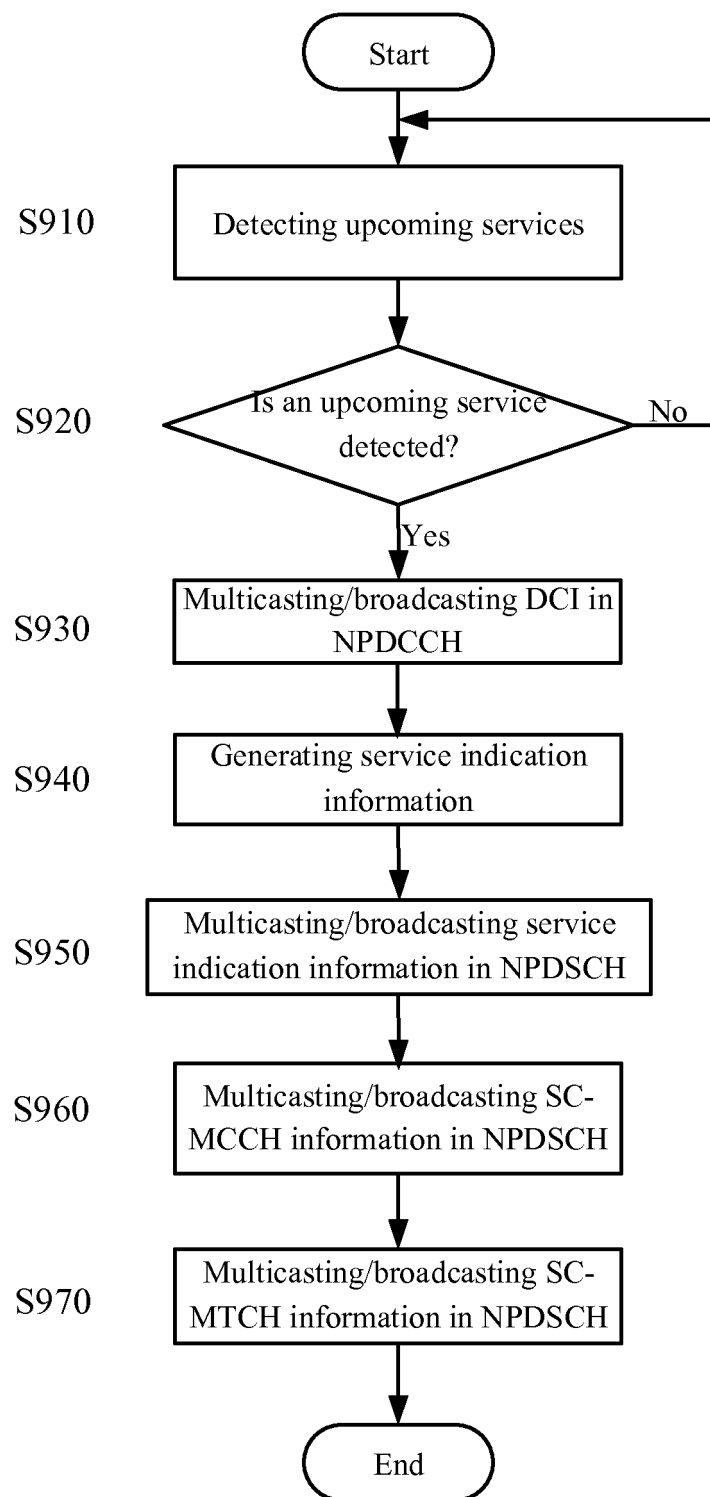 Start
S910
Detecting upcoming services
S920
Is an upcoming service
detected?
No
Yes
S930
Multicasting/broadcasting DCI in
NPDCCH
S940
Generating service indication
information
S950
Multicasting/broadcasting service
indication information in NPDSCH
S960
Multicasting/broadcasting SC-
MCCH information in NPDSCH
S970
Multicasting/broadcasting SC-
MTCH information in NPDSCH
End